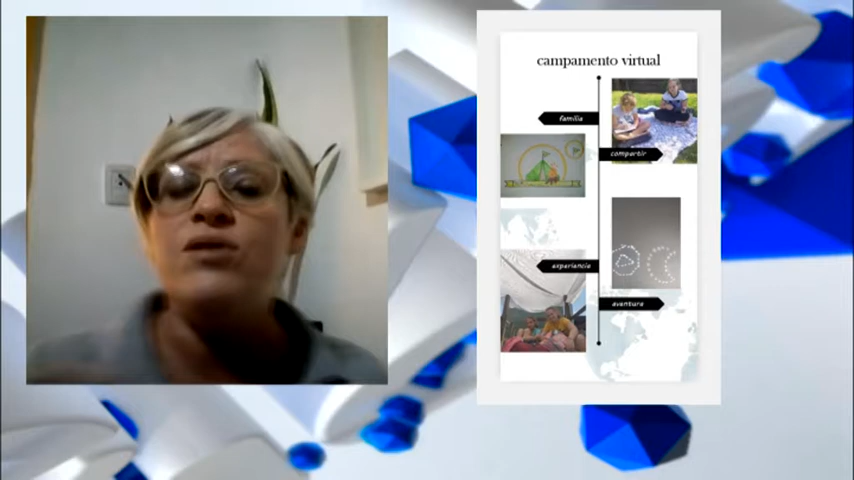 campamento virtual
familia
compartir
experiencia
aventura